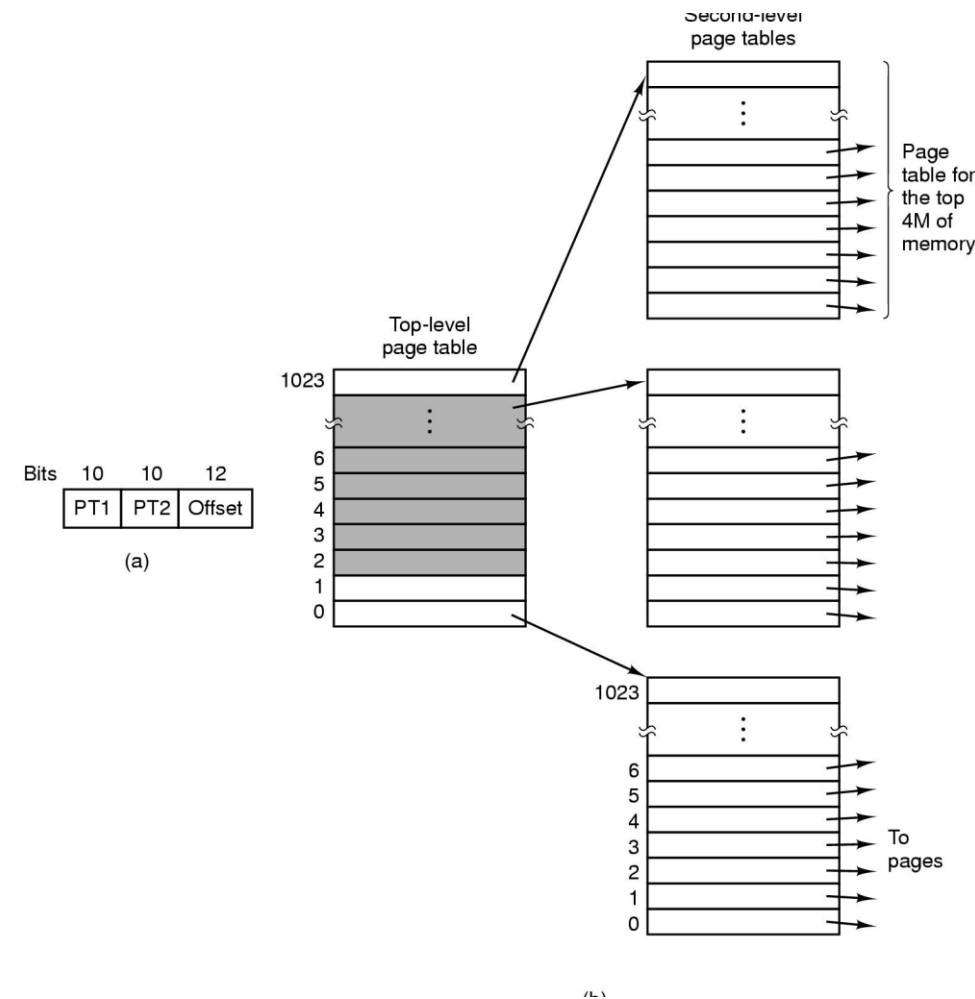 Second-level
page tables
Page
table for
the top
4M of
memory
Top-level
page table
1023
6
5
4
3
2
1
0
Bits 10 10 12
PT1 PT2 Offset
(a)
1023
6
5
4
3
2
1
0
To
pages
(b)